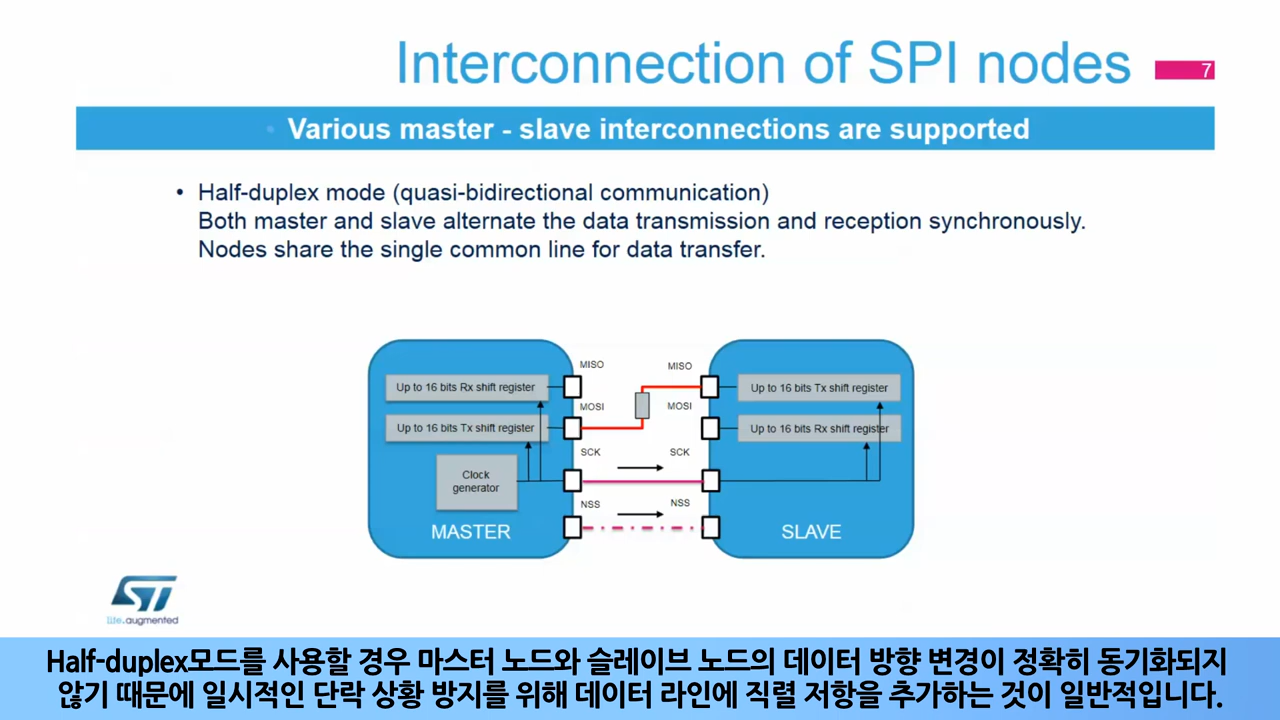 Interconnection of SPI nodes
7
• Various master - slave interconnections are supported
• Half-duplex mode (quasi-bidirectional communication)
Both master and slave alternate the data transmission and reception synchronously.
Nodes share the single common line for data transfer.
MISO
MISO
Up to 16 bits Rx shift register
Up to 16 bits Tx shift register
MOSI
MOSI
Up to 16 bits Tx shift register
Up to 16 bits Rx shift register
SCK
SCK
Clock
generator
NSS
NSS
MASTER
SLAVE
ST
life.augmented
Half-duplex모드를 사용할 경우 마스터 노드와 슬레이브 노드의 데이터 방향 변경이 정확히 동기화되지
않기 때문에 일시적인 단락 상황 방지를 위해 데이터 라인에 직렬 저항을 추가하는 것이 일반적입니다.